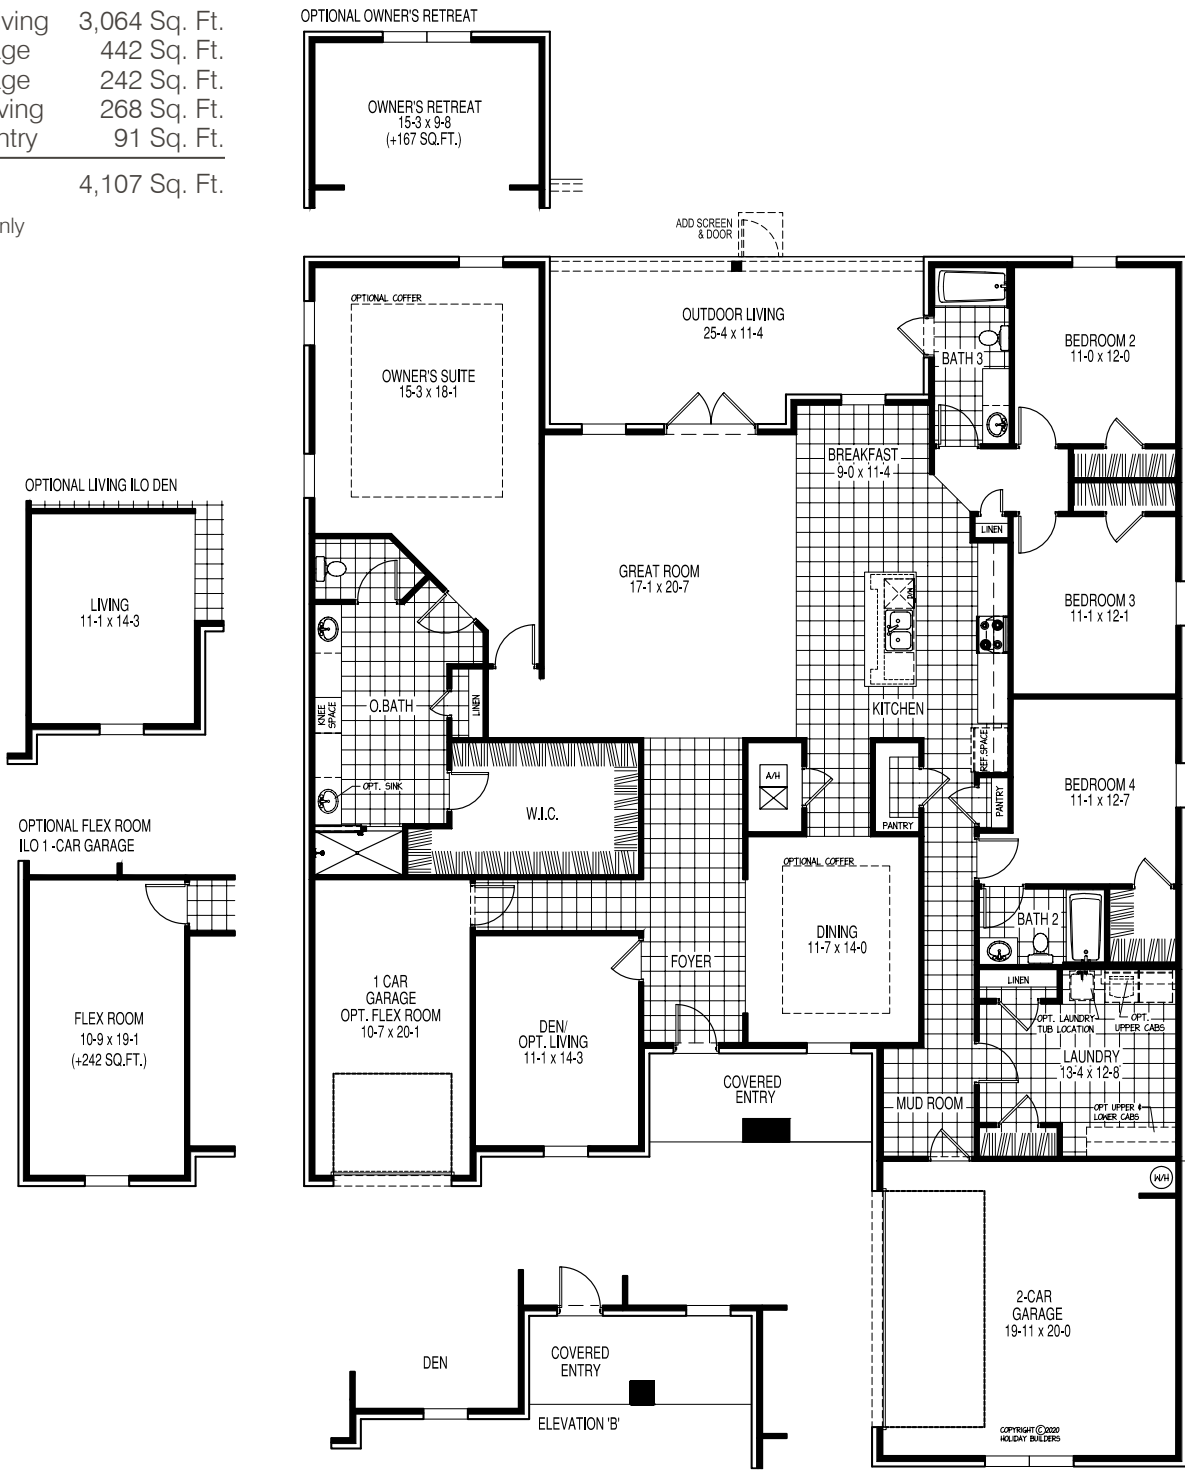 ving 3,064 Sq. Ft.
ge 442 Sq. Ft.
ge 242 Sq. Ft.
ving 268 Sq. Ft.
ntry 91 Sq. Ft.
4,107 Sq. Ft.
nly
OPTIONAL OWNER'S RETREAT
OWNER'S RETREAT
15-3 x 9-8
(+167 SQ.FT.)
ADD SCREEN
& DOOR
OPTIONAL COFFER
OWNER'S SUITE
15-3 x 18-1
OUTDOOR LIVING
25-4 x 11-4
BATH 3
BEDROOM 2
11-0 x 12-0
BREAKFAST
9-0 x 11-4
LINEN
OPTIONAL LIVING ILO DEN
LIVING
11-1 x 14-3
GREAT ROOM
17-1 x 20-7
D/W
BEDROOM 3
11-1 x 12-1
KNEE
SPACE
O.BATH
LINEN
KITCHEN
REF. SPACE
OPT. SINK
W.I.C.
A/H
PANTRY
PANTRY
BEDROOM 4
11-1 x 12-7
OPTIONAL FLEX ROOM
ILO 1 -CAR GARAGE
FLEX ROOM
10-9 x 19-1
(+242 SQ.FT.)
1 CAR
GARAGE
OPT. FLEX ROOM
10-7 x 20-1
DEN/
OPT. LIVING
11-1 x 14-3
FOYER
OPTIONAL COFFER
DINING
11-7 x 14-0
BATH 2
LINEN
OPT. LAUNDRY
TUB LOCATION
OPT.
UPPER CABS
LAUNDRY
13-4 x 12-8
OPT UPPER &
LOWER CABS
MUD ROOM
COVERED
ENTRY
W/H
2-CAR
GARAGE
19-11 x 20-0
DEN
COVERED
ENTRY
ELEVATION 'B'
COPYRIGHT ©2020
HOLIDAY BUILDERS